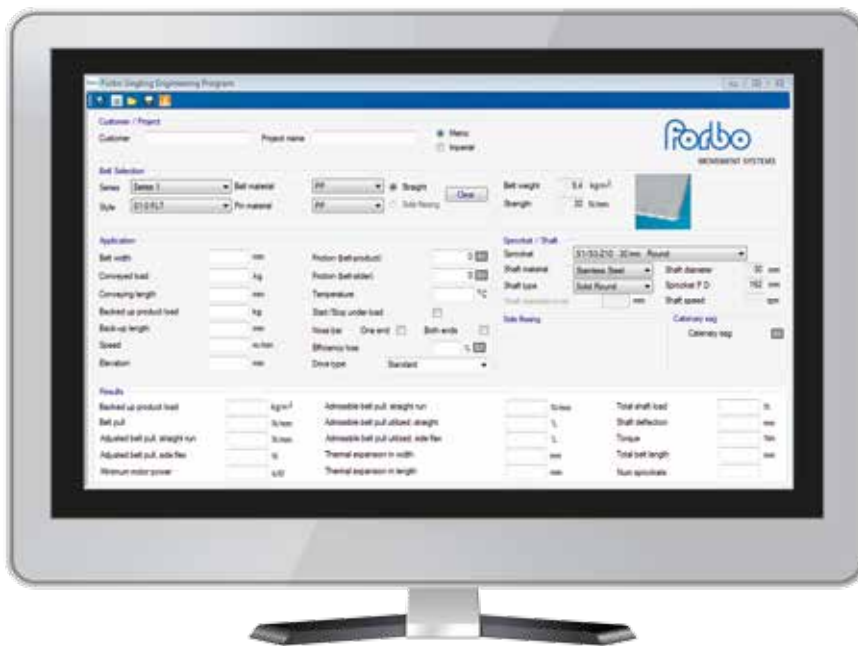 Forbo Siegling Engineering Program
Customer / Project
Customer Project name Metric
Imperial
Forbo
MOVEMENT SYSTEMS
Belt Selection
Series Series 1 Belt material PP Straight Clear Belt weight kg/m²
Style S1-0 FLT Pin material PP Side flexing Strength 30 N/mm
Application Sprocket / Shaft
Belt width mm Friction (belt-product) 0 Sprocket Round
Conveyed load kg Friction (belt-slider) 0 Shaft material Stainless Steel Shaft diameter mm
Conveying length mm Temperature °C Shaft type Solid Round Sprocket P D mm
Backed up product load kg Start/Stop under load mm Shaft speed rpm
Back-up length mm Nose bar One end Both ends Side flexing Catenary sag
Speed m/min Efficiency loss % Catenary sag
Elevation mm Drive type Standard
Results
Backed up product load kg/m² Admissible belt pull, straight run N/mm Total shaft load N
Belt pull N/mm Admissible belt pull utilized, straight % Shaft deflection mm
Adjusted belt pull, straight run N/mm Admissible belt pull utilized, side flex % Torque Nm
Adjusted belt pull, side flex N Thermal expansion in width mm Total belt length mm
Minimum motor power kW Thermal expansion in length mm Num sprockets